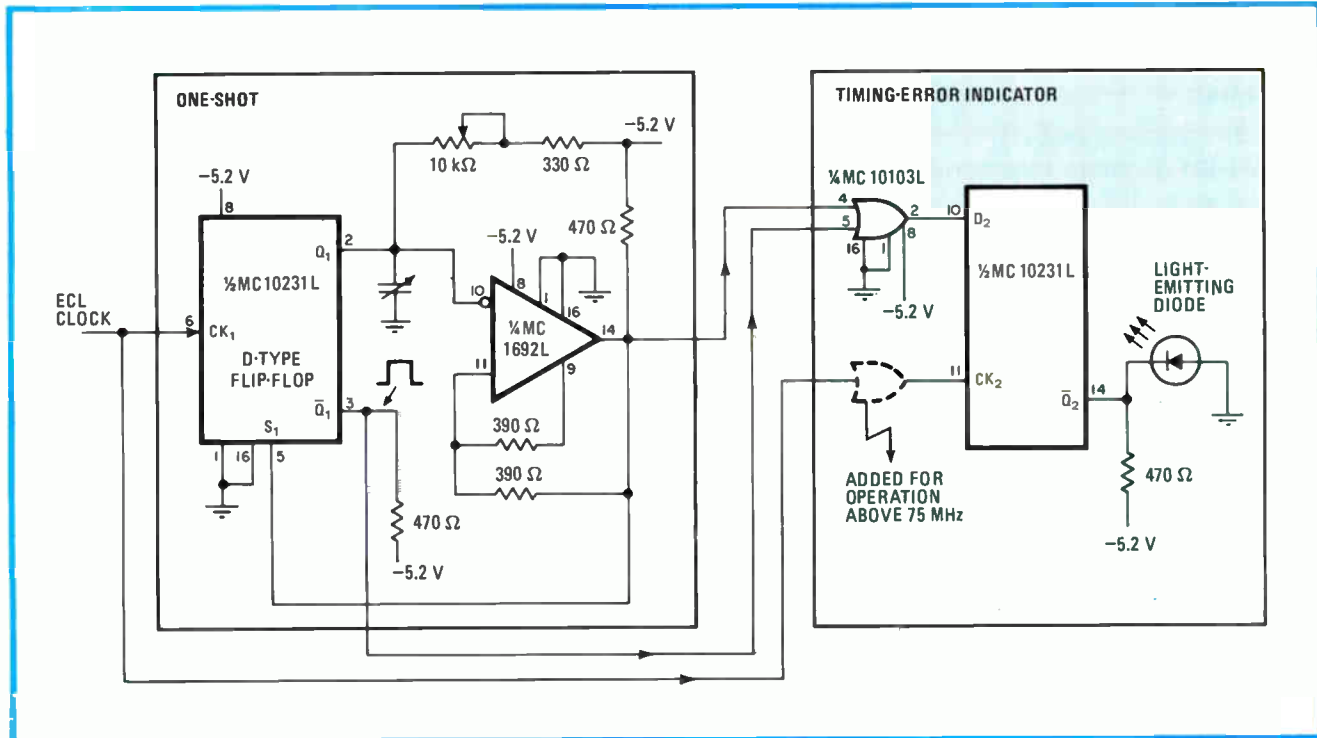 ONE-SHOT
−5.2 V
8
10 kΩ
330 Ω
−5.2 V
470 Ω
Q1
2
½MC10231L
ECL
CLOCK
6
CK1
D-TYPE
FLIP-FLOP
Q̅1
3
S1
1
16
5
−5.2 V
8
10
1
16
¼MC
1692L
14
11
9
390 Ω
390 Ω
470 Ω
−5.2 V
TIMING-ERROR INDICATOR
¼MC 10103L
4
5
2
8
16
1
−5.2 V
10
D2
½MC10231L
11
CK2
14
Q̅2
LIGHT-
EMITTING
DIODE
470 Ω
−5.2 V
ADDED FOR
OPERATION
ABOVE 75 MHz